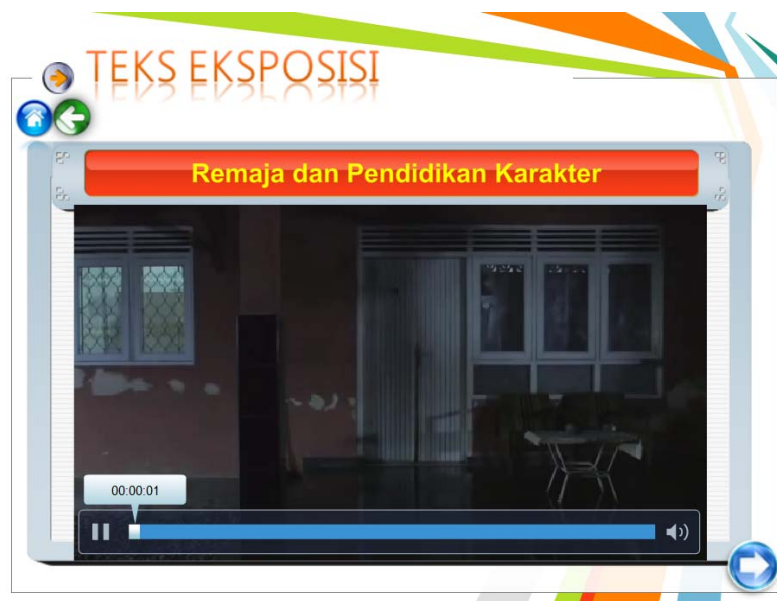 TEKS EKSPOSISI
Remaja dan Pendidikan Karakter
00:00:01